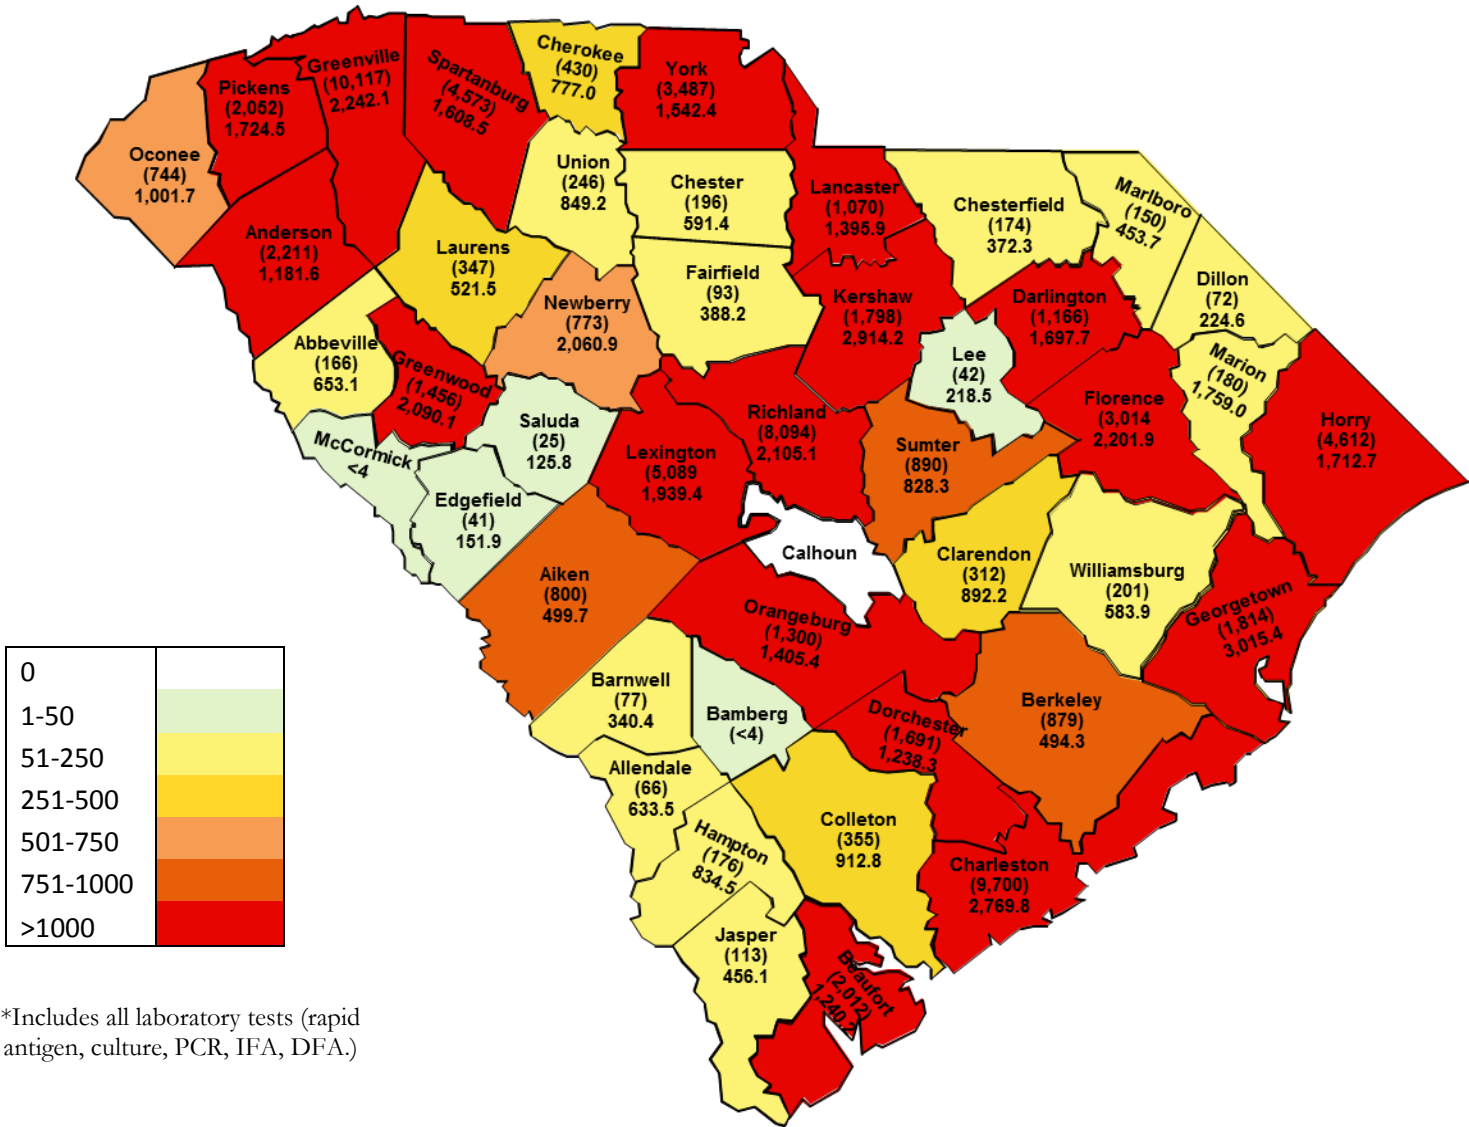 Greenville
(10,117)
2,242.1
Spartanburg
(4,573)
1,608.5
Cherokee
(430)
777.0
York
(3,487)
1,542.4
Pickens
(2,052)
1,724.5
Oconee
(744)
1,001.7
Union
(246)
849.2
Chester
(196)
591.4
Lancaster
(1,070)
1,395.9
Chesterfield
(174)
372.3
Marlboro
(150)
453.7
Anderson
(2,211)
1,181.6
Laurens
(347)
521.5
Newberry
(773)
2,060.9
Fairfield
(93)
388.2
Kershaw
(1,798)
2,914.2
Darlington
(1,166)
1,697.7
Dillon
(72)
224.6
Abbeville
(166)
653.1
Greenwood
(1,456)
2,090.1
Lee
(42)
218.5
Marion
(180)
1,759.0
Saluda
(25)
125.8
Richland
(8,094)
2,105.1
Florence
(3,014
2,201.9
Horry
(4,612)
1,712.7
McCormick
<4
Lexington
(5,089
1,939.4
Sumter
(890)
828.3
Edgefield
(41)
151.9
Calhoun
Clarendon
(312)
892.2
Williamsburg
(201)
583.9
Aiken
(800)
499.7
Orangeburg
(1,300)
1,405.4
Georgetown
(1,814)
3,015.4
Barnwell
(77)
340.4
Bamberg
(<4)
Dorchester
(1,691)
1,238.3
Berkeley
(879)
494.3
Allendale
(66)
633.5
Hampton
(176)
834.5
Colleton
(355)
912.8
Charleston
(9,700)
2,769.8
Jasper
(113)
456.1
Beaufort
(2,012)
1,240.2
0
1-50
51-250
251-500
501-750
751-1000
>1000
*Includes all laboratory tests (rapid
antigen, culture, PCR, IFA, DFA.)